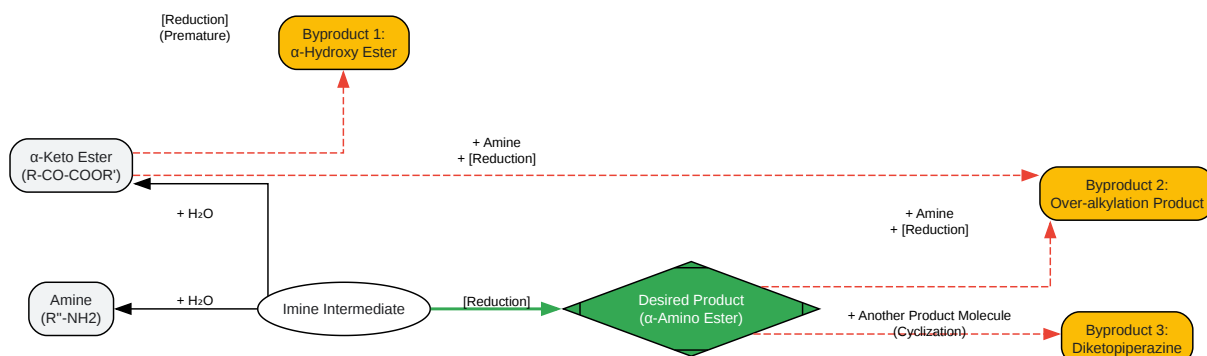 [Reduction]
(Premature)
Byproduct 1:
α-Hydroxy Ester
α-Keto Ester
(R-CO-COOR')
+ Amine
+ [Reduction]
Byproduct 2:
Over-alkylation Product
+ H₂O
+ Amine
+ [Reduction]
Amine
(R"-NH2)
+ H₂O
Imine Intermediate
[Reduction]
Desired Product
(α-Amino Ester)
+ Another Product Molecule
(Cyclization)
Byproduct 3:
Diketopiperazine